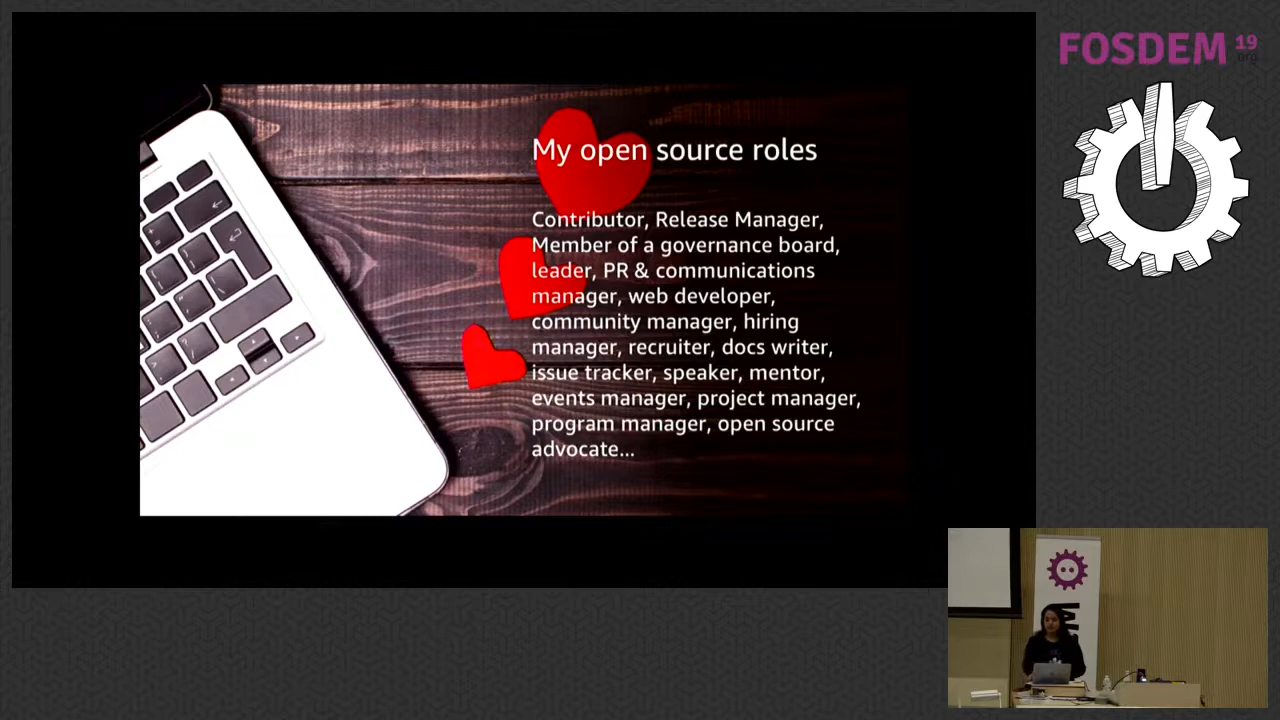 FOSDEM 19
.org
My open source roles
Contributor, Release Manager,
Member of a governance board,
leader, PR & communications
manager, web developer,
community manager, hiring
manager, recruiter, docs writer,
issue tracker, speaker, mentor,
events manager, project manager,
program manager, open source
advocate...